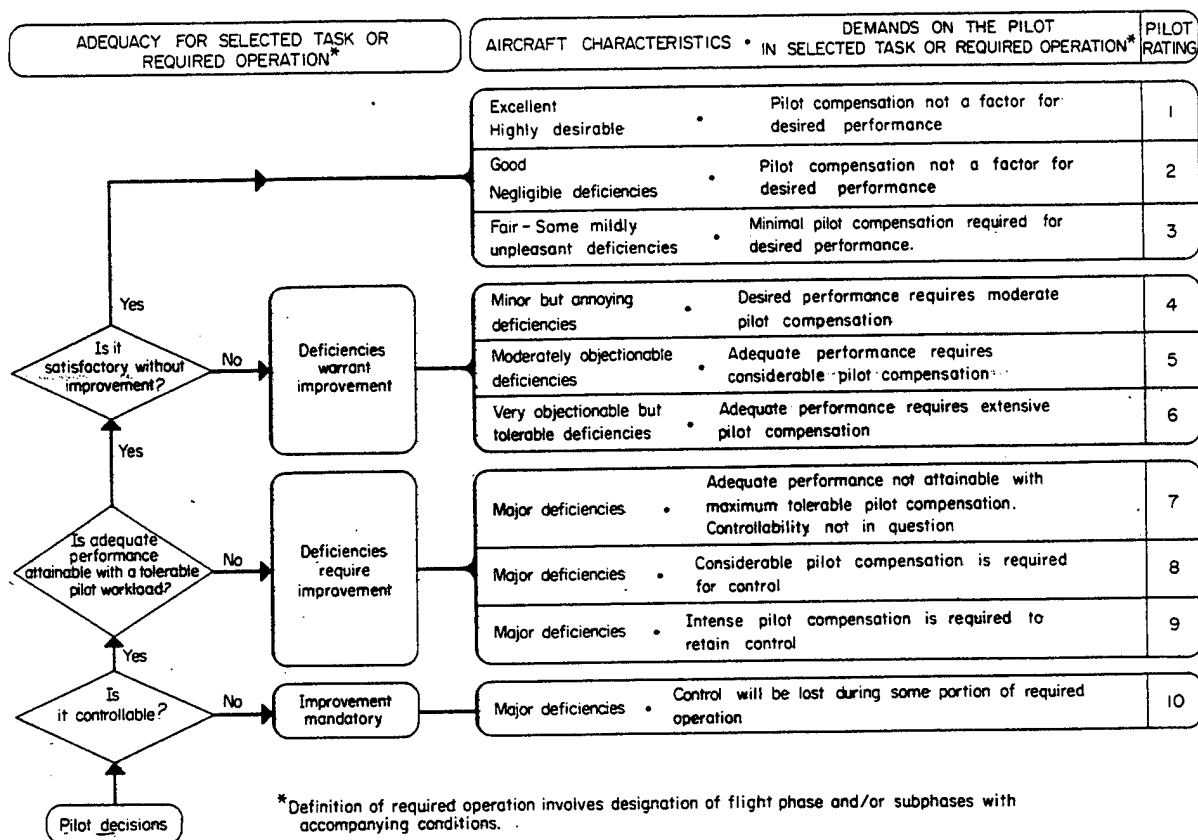 ADEQUACY FOR SELECTED TASK OR
REQUIRED OPERATION*
AIRCRAFT CHARACTERISTICS •
DEMANDS ON THE PILOT
IN SELECTED TASK OR REQUIRED OPERATION*
PILOT
RATING
Excellent
Highly desirable
•
Pilot compensation not a factor for
desired performance
1
Good
Negligible deficiencies
•
Pilot compensation not a factor for
desired performance
2
Fair – Some mildly
unpleasant deficiencies
•
Minimal pilot compensation required for
desired performance.
3
Yes
Is it
satisfactory without
improvement?
No
Deficiencies
warrant
improvement
Minor but annoying
deficiencies
•
Desired performance requires moderate
pilot compensation
4
Moderately objectionable
deficiencies
•
Adequate performance requires
considerable pilot compensation
5
Very objectionable but
tolerable deficiencies
•
Adequate performance requires extensive
pilot compensation
6
Yes
Is adequate
performance
attainable with a tolerable
pilot workload?
No
Deficiencies
require
improvement
Major deficiencies
•
Adequate performance not attainable with
maximum tolerable pilot compensation.
Controllability not in question
7
Major deficiencies
•
Considerable pilot compensation is required
for control
8
Major deficiencies
•
Intense pilot compensation is required to
retain control
9
Yes
Is
it controllable?
No
Improvement
mandatory
Major deficiencies
•
Control will be lost during some portion of required
operation
10
Pilot decisions
*Definition of required operation involves designation of flight phase and/or subphases with
accompanying conditions.